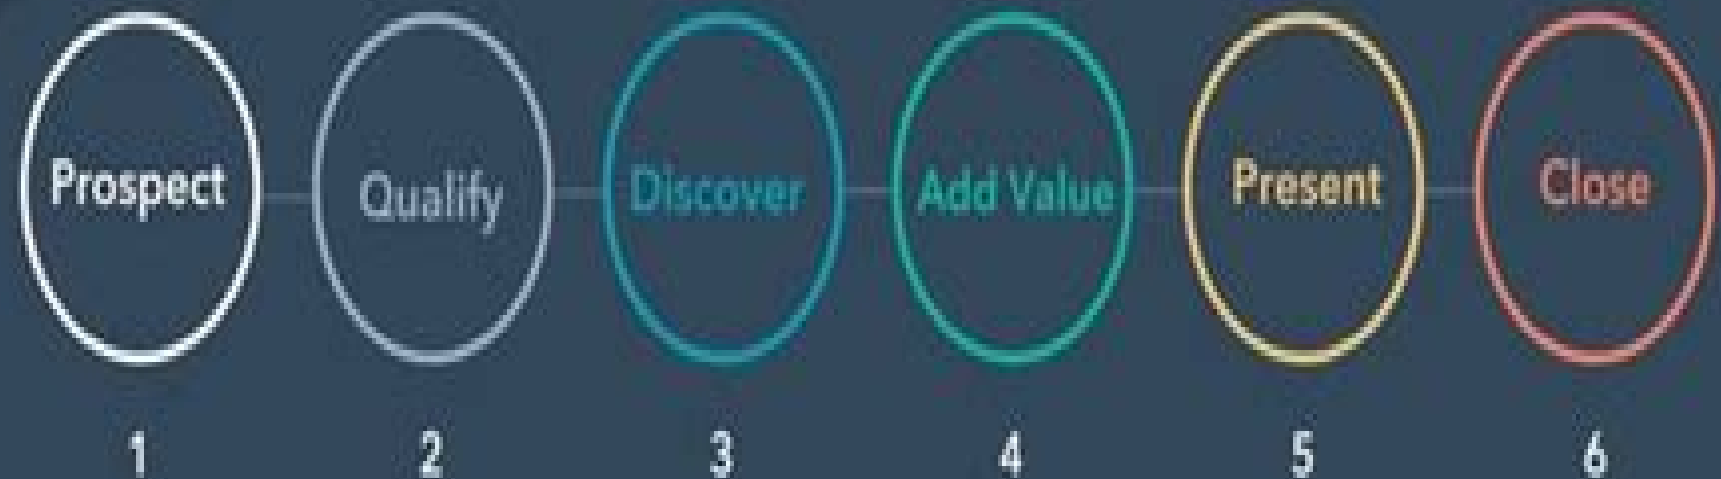 Prospect
Qualify
Discover
Add Value
Present
Close
1
2
3
4
5
6